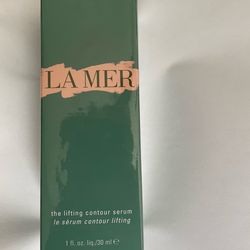 LA MER
the lifting contour serum
le sérum contour lifting
1 fl. oz. liq./30 ml ℮